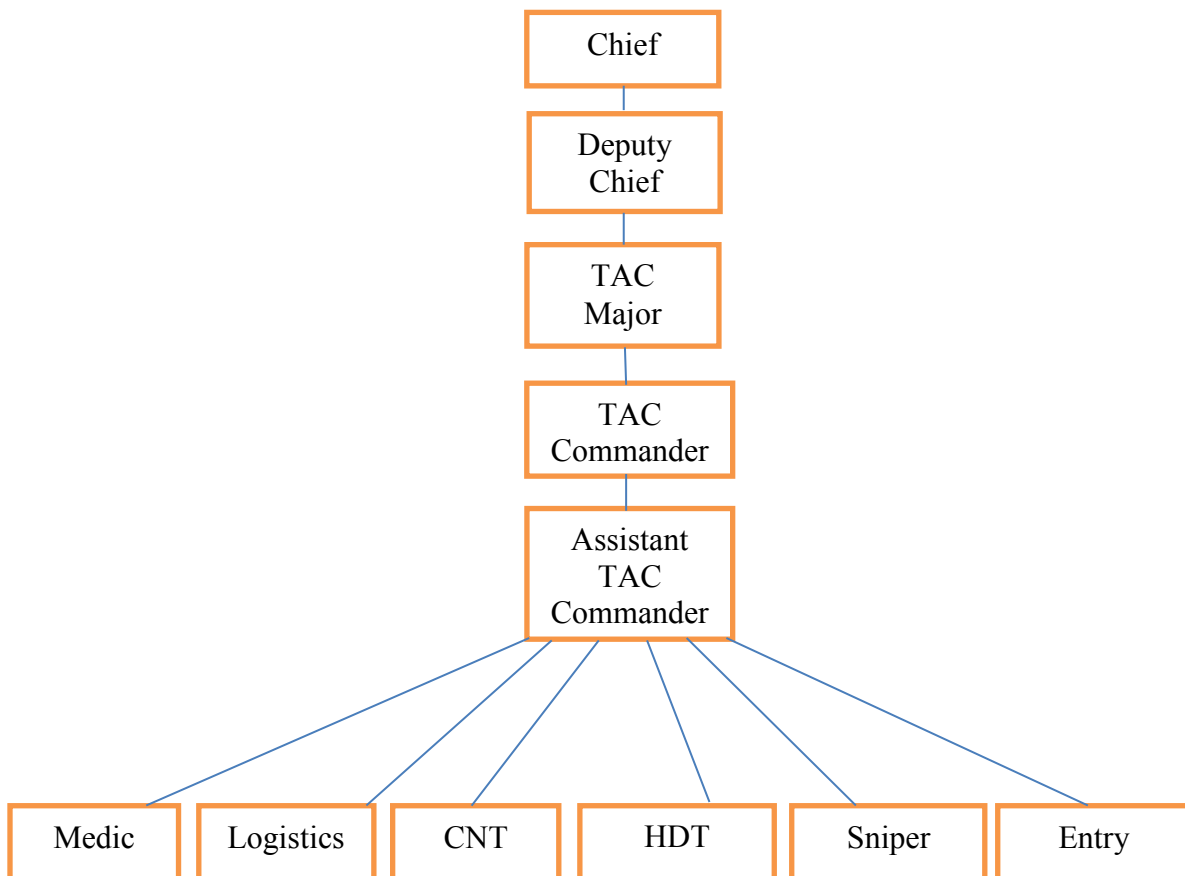 Chief
Deputy
Chief
TAC
Major
TAC
Commander
Assistant
TAC
Commander
Medic
Logistics
CNT
HDT
Sniper
Entry